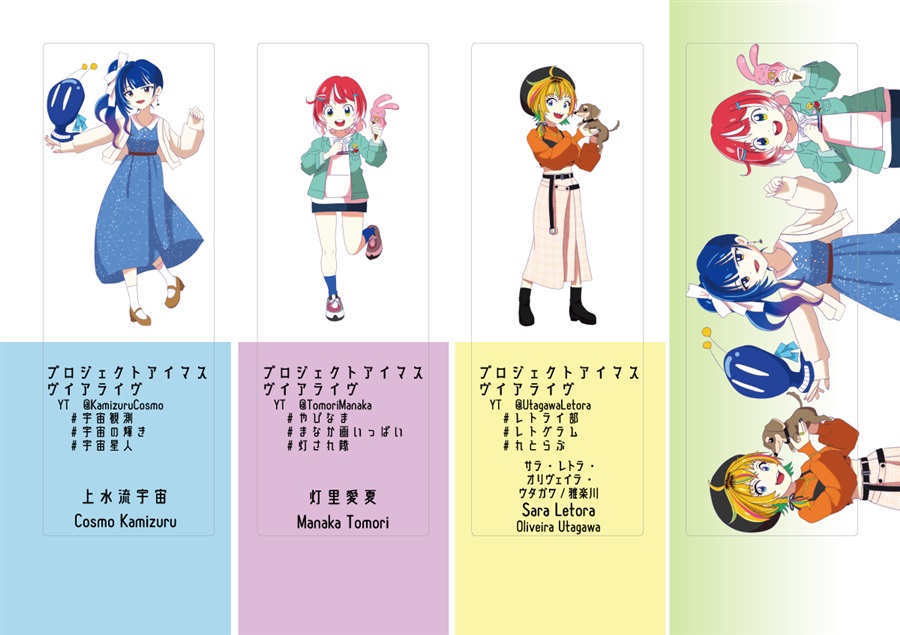 プロジェクトアイマス
ヴイアライヴ
YT @KamizuruCosmo
#宇宙観測
#宇宙の輝き
#宇宙星人
上水流宇宙
Cosmo Kamizuru
プロジェクトアイマス
ヴイアライヴ
YT @TomoriManaka
#やびなま
#まなか画いっぱい
#灯され隊
灯里愛夏
Manaka Tomori
プロジェクトアイマス
ヴイアライヴ
YT @UtagawaLetora
#レトライ部
#レトグラム
#れとらぶ
サラ・レトラ・
オリヴェイラ・
ウタガワ/雅楽川
Sara Letora
Oliveira Utagawa